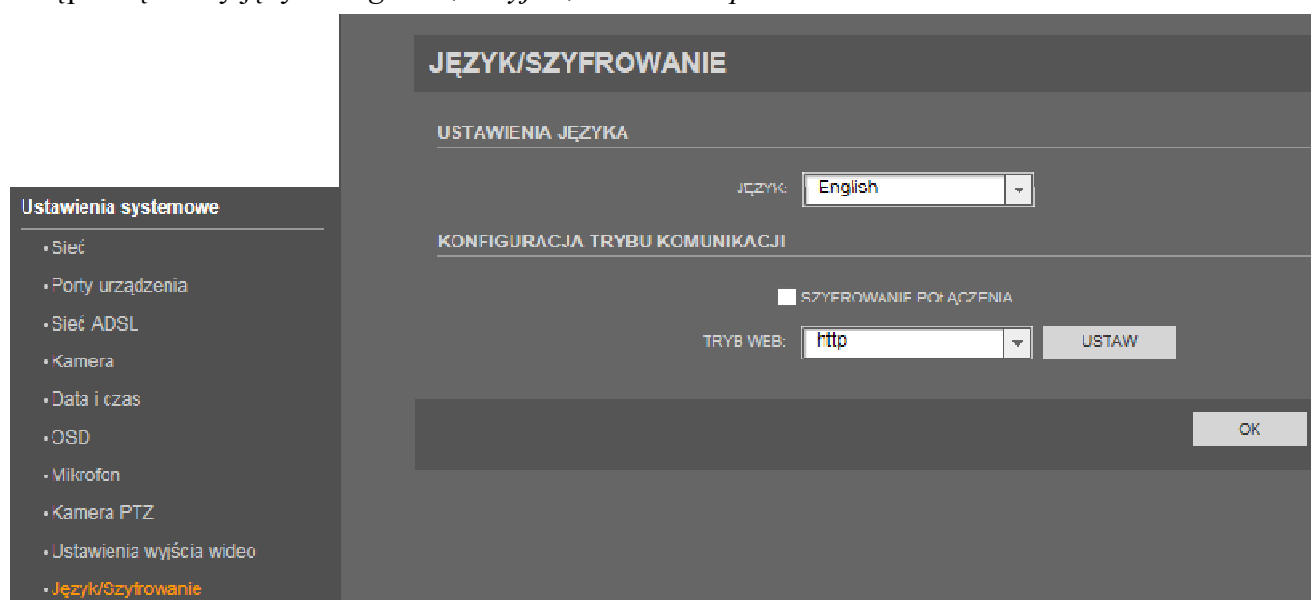 JĘZYK/SZYFROWANIE
USTAWIENIA JĘZYKA
JĘZYK: English
KONFIGURACJA TRYBU KOMUNIKACJI
SZYFROWANIE POŁĄCZENIA
TRYB WEB: http USTAW
OK
Ustawienia systemowe
•Sieć
•Porty urządzenia
•Sieć ADSL
•Kamera
•Data i czas
•OSD
•Mikrofon
•Kamera PTZ
•Ustawienia wyjścia wideo
•Język/Szyfrowanie